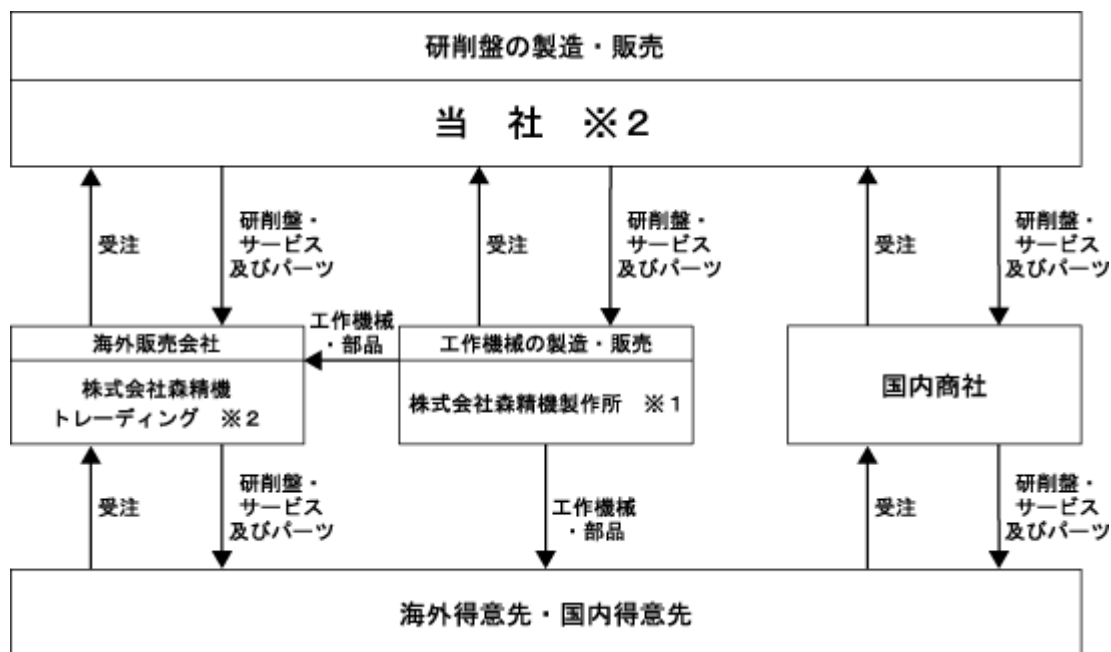 研削盤の製造・販売
当 社 ※2
受注
研削盤・
サービス
及びパーツ
受注
研削盤・
サービス
及びパーツ
受注
研削盤・
サービス
及びパーツ
海外販売会社
株式会社森精機
トレーディング ※2
工作機械
・部品
工作機械の製造・販売
株式会社森精機製作所 ※1
国内商社
受注
研削盤・
サービス
及びパーツ
工作機械
・部品
受注
研削盤・
サービス
及びパーツ
海外得意先・国内得意先